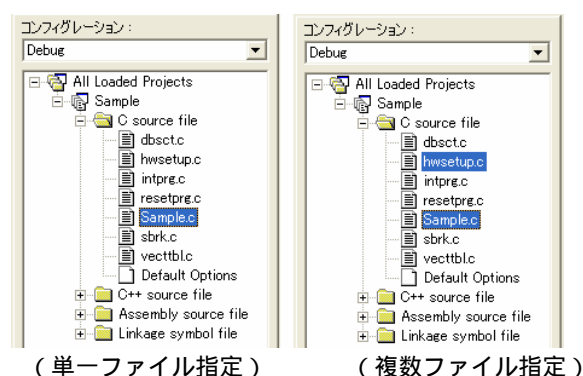 コンフィグレーション:
Debug
All Loaded Projects
Sample
C source file
dbsct.c
hwsetup.c
intprg.c
resetprg.c
Sample.c
sbrk.c
vecttbl.c
Default Options
C++ source file
Assembly source file
Linkage symbol file
(単一ファイル指定)
コンフィグレーション:
Debug
All Loaded Projects
Sample
C source file
dbsct.c
hwsetup.c
intprg.c
resetprg.c
Sample.c
sbrk.c
vecttbl.c
Default Options
C++ source file
Assembly source file
Linkage symbol file
(複数ファイル指定)